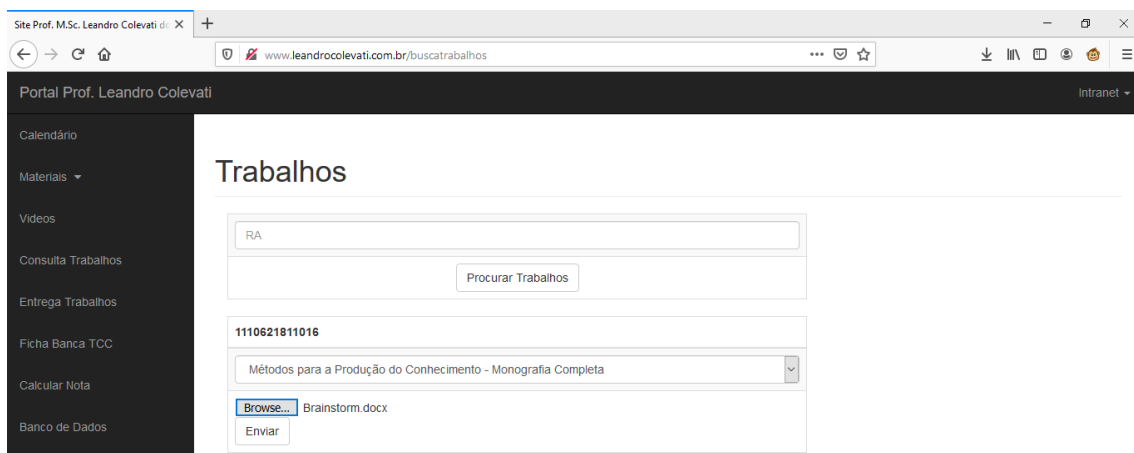 Site Prof. M.Sc. Leandro Colevati do
www.leandrocolevati.com.br/buscatrabalhos
Portal Prof. Leandro Colevati
Intranet
Calendário
Materiais
Videos
Consulta Trabalhos
Entrega Trabalhos
Ficha Banca TCC
Calcular Nota
Banco de Dados
Trabalhos
RA
Procurar Trabalhos
1110621811016
Métodos para a Produção do Conhecimento - Monografia Completa
Browse... Brainstorm.docx
Enviar